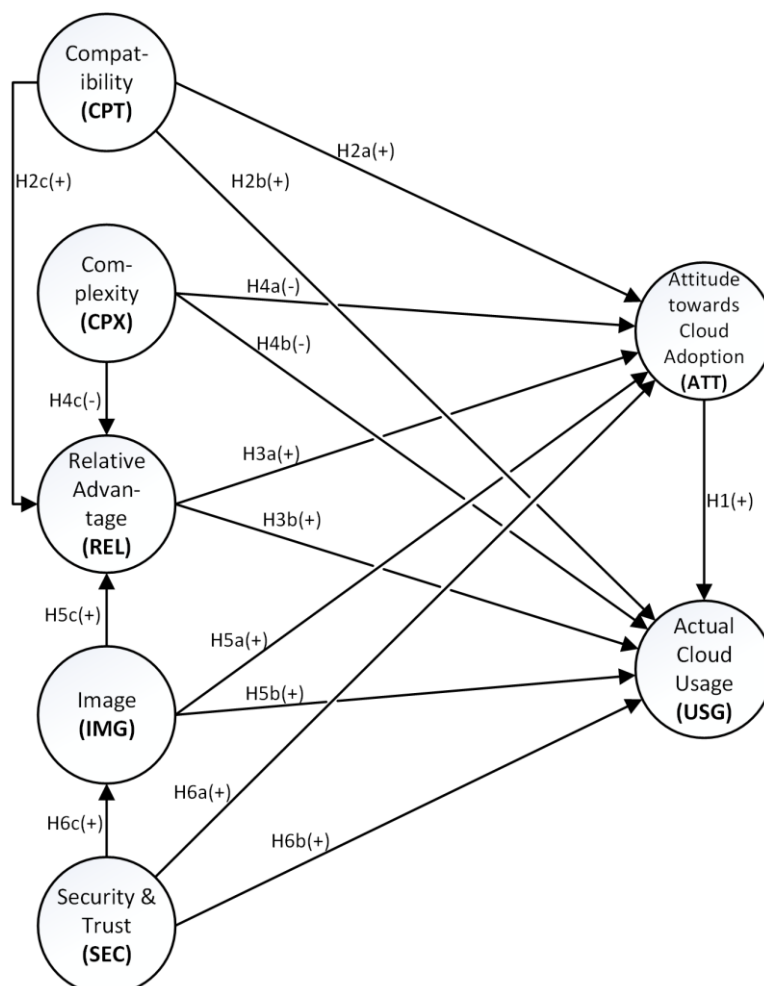 Compat-
ibility
(CPT)
H2a(+)
H2c(+)
H2b(+)
Com-
plexity
(CPX)
H4a(-)
Attitude
towards
Cloud
Adoption
(ATT)
H4b(-)
H4c(-)
Relative
Advan-
tage
(REL)
H3a(+)
H1(+)
H3b(+)
H5c(+)
H5a(+)
Actual
Cloud
Usage
(USG)
Image
(IMG)
H5b(+)
H6a(+)
H6c(+)
H6b(+)
Security &
Trust
(SEC)